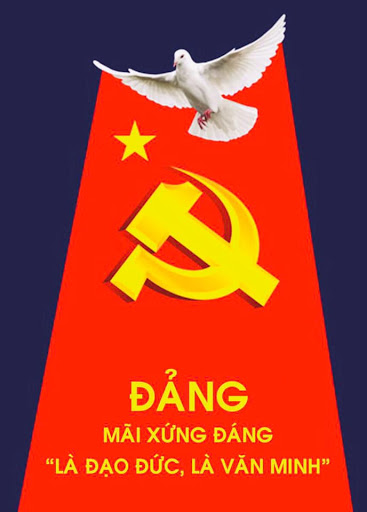 ĐẢNG
MÃI XỨNG ĐÁNG
“LÀ ĐẠO ĐỨC, LÀ VĂN MINH”